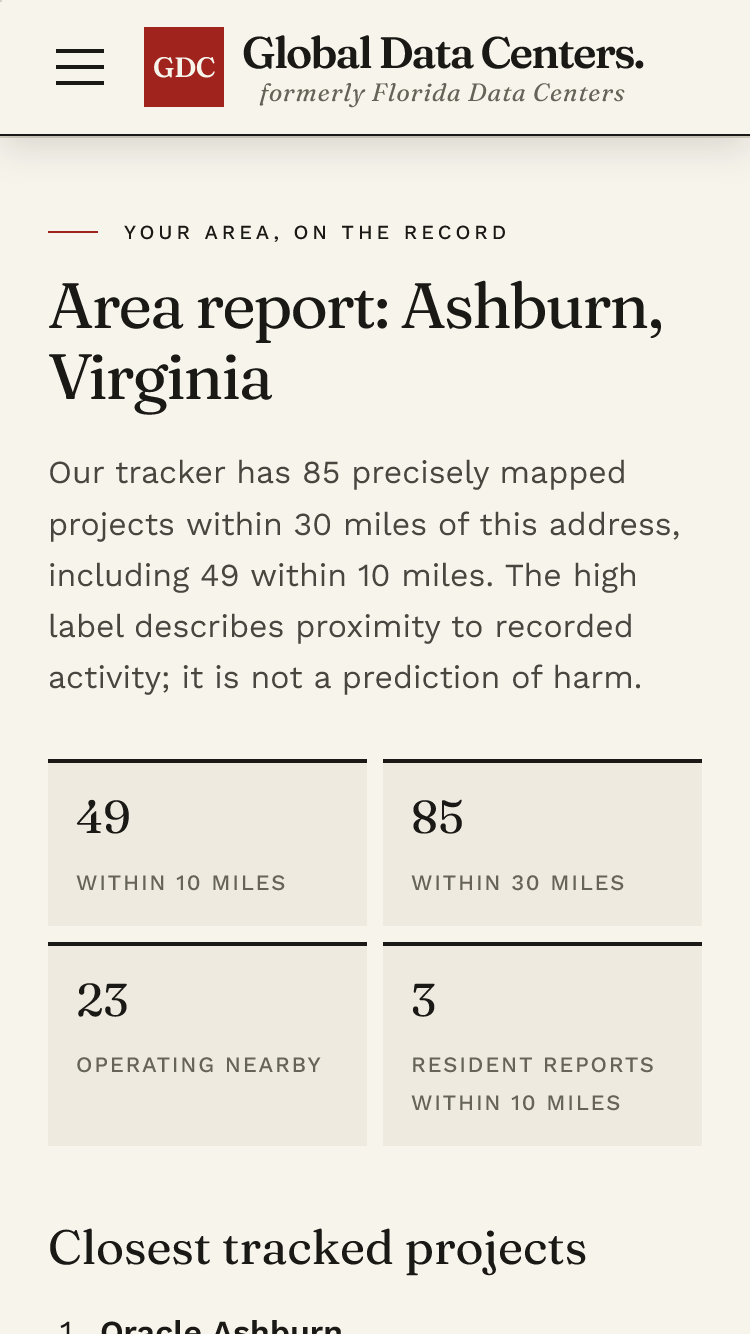 GDC
Global Data Centers.
formerly Florida Data Centers
YOUR AREA, ON THE RECORD
Area report: Ashburn,
Virginia
Our tracker has 85 precisely mapped
projects within 30 miles of this address,
including 49 within 10 miles. The high
label describes proximity to recorded
activity; it is not a prediction of harm.
49
WITHIN 10 MILES
85
WITHIN 30 MILES
23
OPERATING NEARBY
3
RESIDENT REPORTS
WITHIN 10 MILES
Closest tracked projects
1. Oracle Ashburn